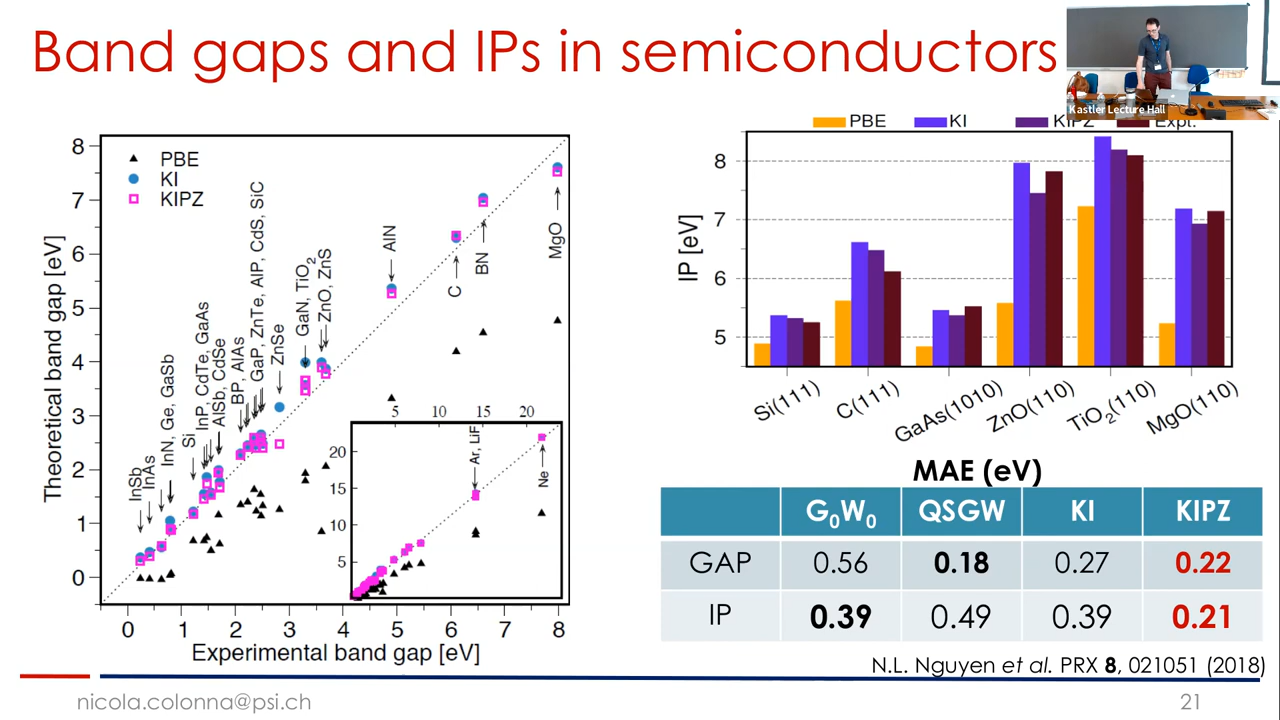 Band gaps and IPs in semiconductors
Kastler Lecture Hall
8
7
6
5
4
3
2
1
0
Theoretical band gap [eV]
PBE
KI
KIPZ
InSb
InAs
InN, Ge, GaSb
Si
InP, CdTe, GaAs
AlSb, CdSe
BP, AlAs
GaP, ZnTe, AlP, CdS, SiC
ZnSe
GaN, TiO2
ZnO, ZnS
AlN
C
BN
MgO
5 10 15 20
20
15
10
5
Ar, LiF
Ne
0 1 2 3 4 5 6 7 8
Experimental band gap [eV]
PBE KI KIPZ Expt.
8
7
6
5
IP [eV]
Si(111) C(111) GaAs(1010) ZnO(110) TiO2(110) MgO(110)
MAE (eV)
G0W0 QSGW KI KIPZ
GAP 0.56 0.18 0.27 0.22
IP 0.39 0.49 0.39 0.21
N.L. Nguyen et al. PRX 8, 021051 (2018)
nicola.colonna@psi.ch 21